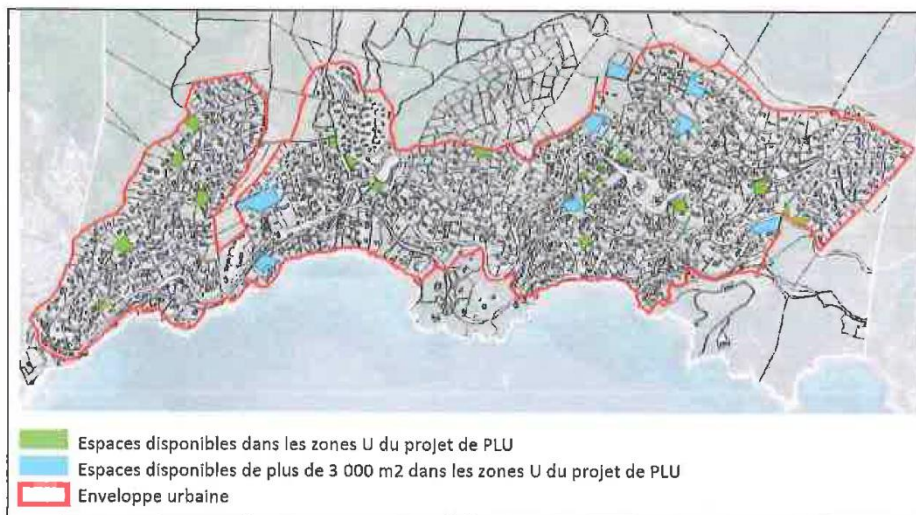 Espaces disponibles dans les zones U du projet de PLU
Espaces disponibles de plus de 3 000 m2 dans les zones U du projet de PLU
Enveloppe urbaine